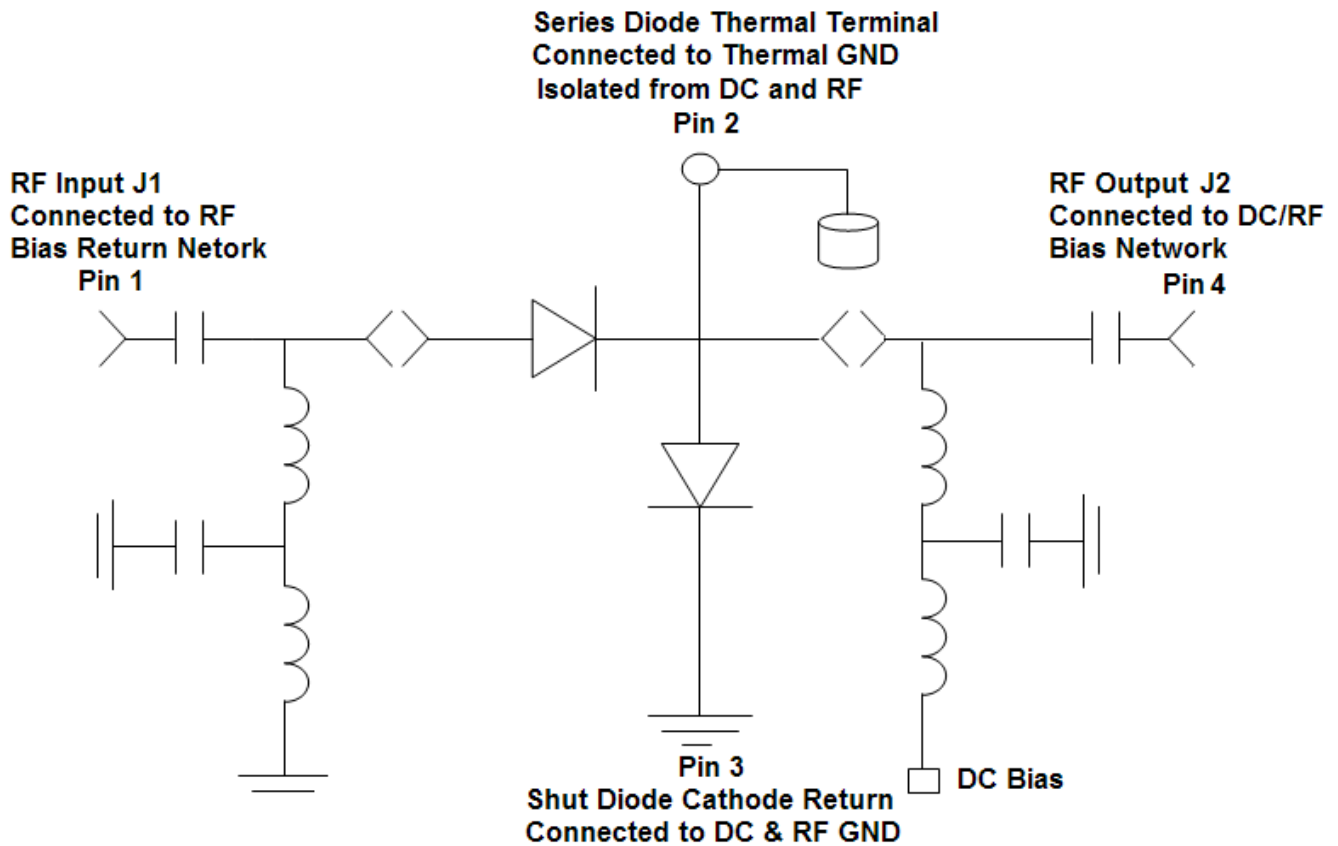 Series Diode Thermal Terminal
Connected to Thermal GND
Isolated from DC and RF
Pin 2
RF Input J1
Connected to RF
Bias Return Netork
Pin 1
RF Output J2
Connected to DC/RF
Bias Network
Pin 4
Pin 3
Shut Diode Cathode Return
Connected to DC & RF GND
DC Bias